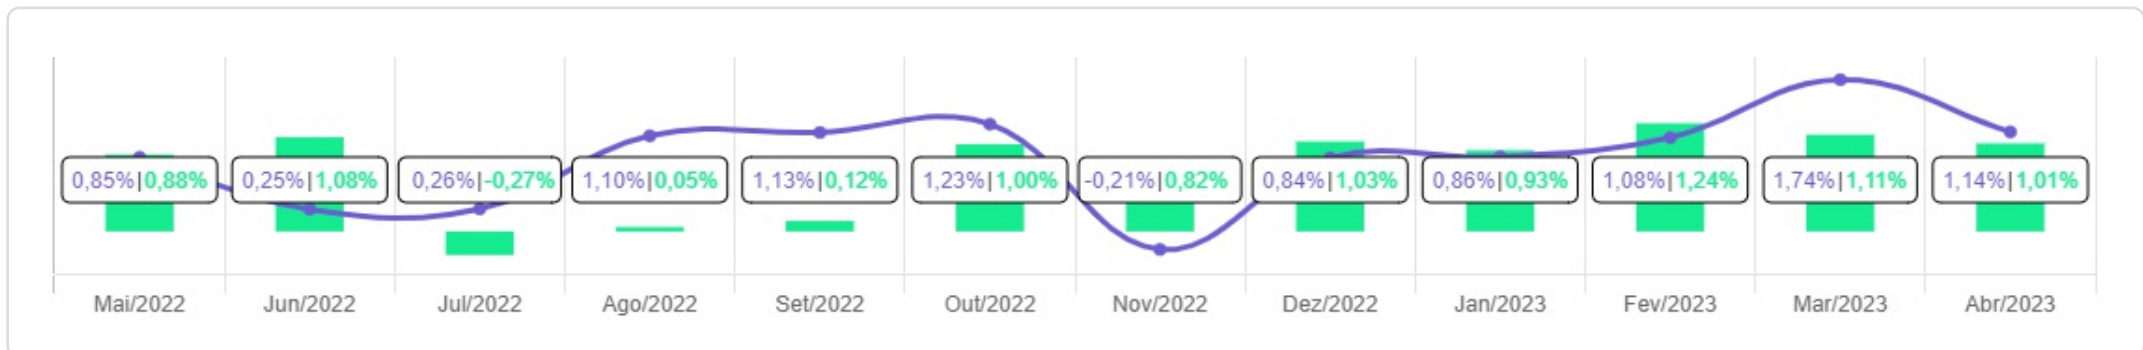 0,85%|0,88% 0,25%|1,08% 0,26%|-0,27% 1,10%|0,05% 1,13%|0,12% 1,23%|1,00% -0,21%|0,82% 0,84%|1,03% 0,86%|0,93% 1,08%|1,24% 1,74%|1,11% 1,14%|1,01%
Mai/2022 Jun/2022 Jul/2022 Ago/2022 Set/2022 Out/2022 Nov/2022 Dez/2022 Jan/2023 Fev/2023 Mar/2023 Abr/2023